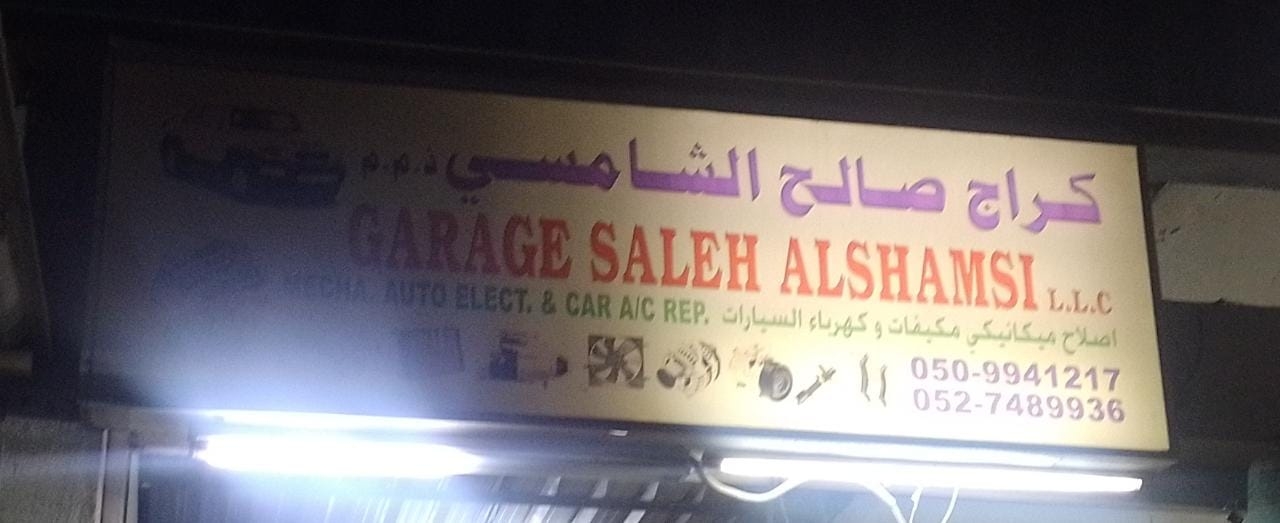 كراج صالح الشامسي ذ.م.م
GARAGE SALEH ALSHAMSI L.L.C
MECHA. AUTO ELECT. & CAR A/C REP. اصلاح ميكانيكي مكيفات و كهرباء السيارات
050-9941217
052-7489936